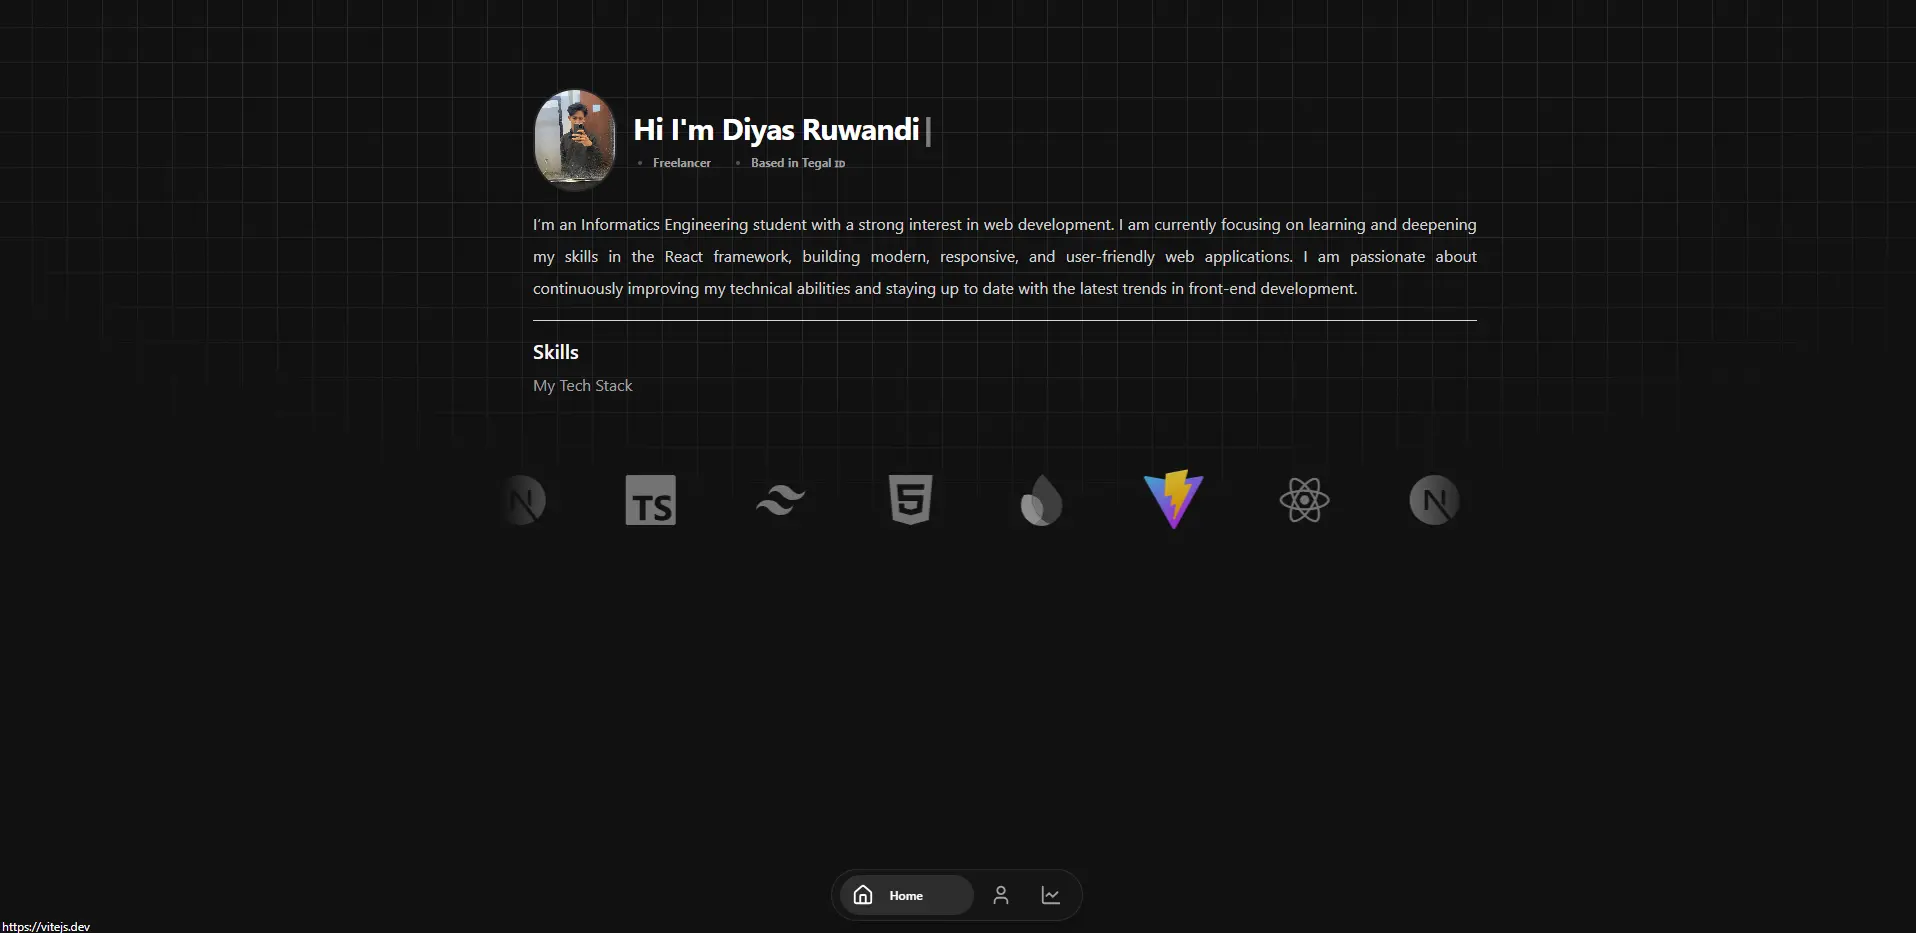 Hi I'm Diyas Ruwandi
Freelancer
Based in Tegal ID
I'm an Informatics Engineering student with a strong interest in web development. I am currently focusing on learning and deepening
my skills in the React framework, building modern, responsive, and user-friendly web applications. I am passionate about
continuously improving my technical abilities and staying up to date with the latest trends in front-end development.
Skills
My Tech Stack
N
TS
5
N
Home
https://vitejs.dev